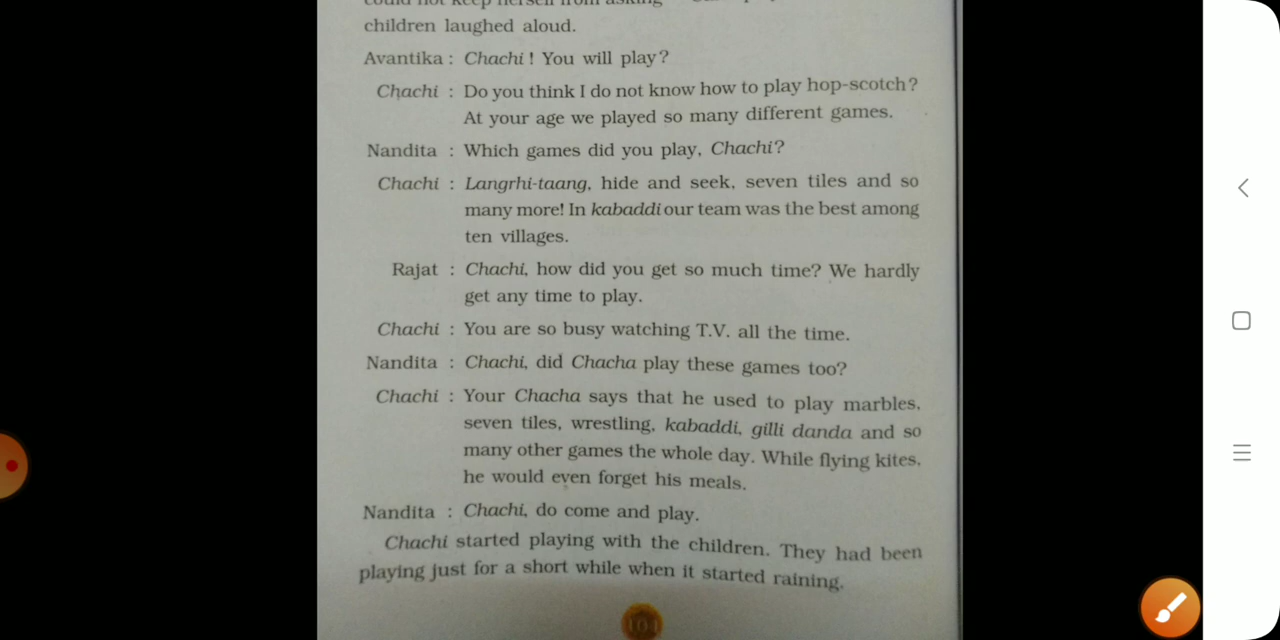 children laughed aloud.
Avantika : Chachi! You will play?
Chachi : Do you think I do not know how to play hop-scotch?
At your age we played so many different games.
Nandita : Which games did you play, Chachi?
Chachi : Langrhi-taang, hide and seek, seven tiles and so
many more! In kabaddi our team was the best among
ten villages.
Rajat : Chachi, how did you get so much time? We hardly
get any time to play.
Chachi : You are so busy watching T.V. all the time.
Nandita : Chachi, did Chacha play these games too?
Chachi : Your Chacha says that he used to play marbles,
seven tiles, wrestling, kabaddi, gilli danda and so
many other games the whole day. While flying kites,
he would even forget his meals.
Nandita : Chachi, do come and play.
Chachi started playing with the children. They had been
playing just for a short while when it started raining.